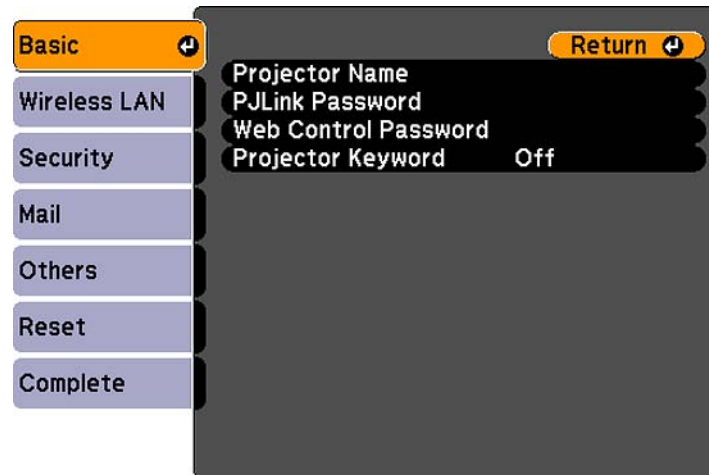 Basic
Wireless LAN
Security
Mail
Others
Reset
Complete
Return
Projector Name
PJLink Password
Web Control Password
Projector Keyword Off